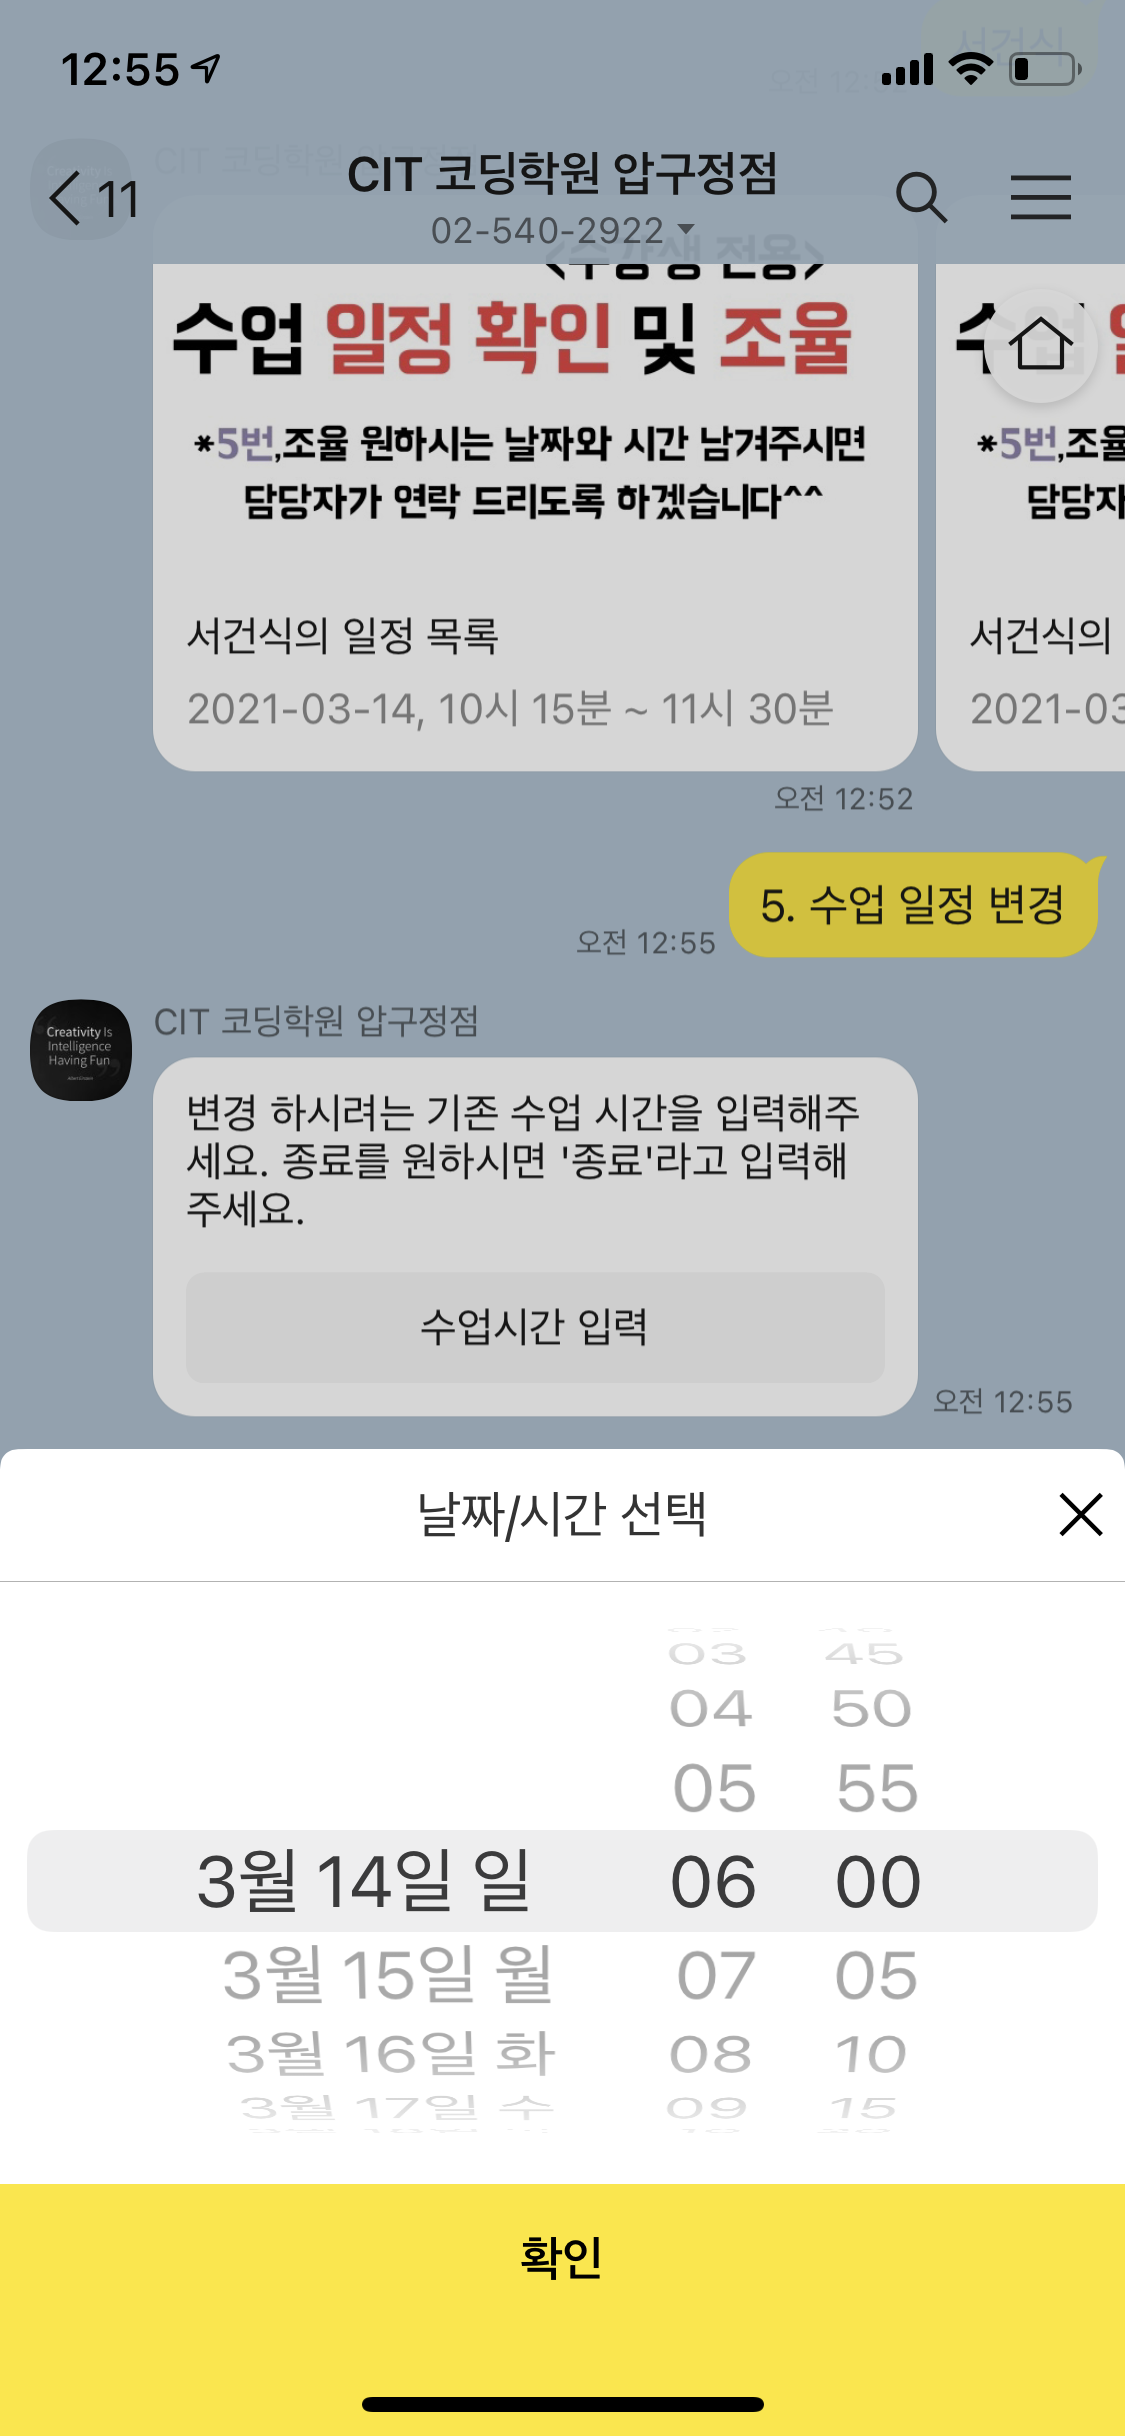 12:55
11
CIT 코딩학원 압구정점
02-540-2922
<수강생 전용>
수업 일정 확인 및 조율
*5번,조율 원하시는 날짜와 시간 남겨주시면
담당자가 연락 드리도록 하겠습니다^^
서건식의 일정 목록
2021-03-14, 10시 15분 ~ 11시 30분
*5번,조율
서건식의
2021-03
오전 12:52
5. 수업 일정 변경
오전 12:55
Creativity Is
Intelligence
Having Fun
CIT 코딩학원 압구정점
변경 하시려는 기존 수업 시간을 입력해주
세요. 종료를 원하시면 '종료'라고 입력해
주세요.
수업시간 입력
오전 12:55
날짜/시간 선택
03 45
04 50
05 55
3월 14일 일 06 00
3월 15일 월 07 05
3월 16일 화 08 10
3월 17일 수 09 15
확인